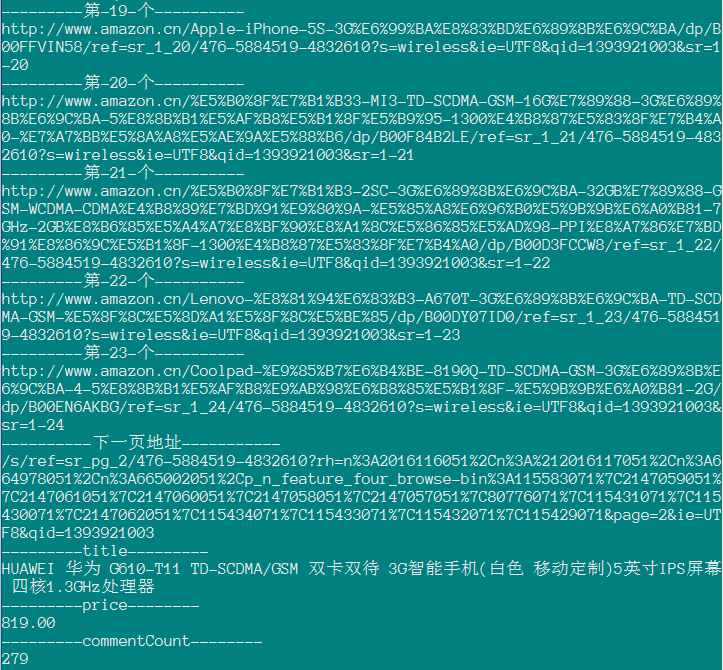 ---------第-19-个----------
http://www.amazon.cn/Apple-iPhone-5S-3G%E6%99%BA%E8%83%BD%E6%89%8B%E6%9C%BA/dp/B
00FFVIN58/ref=sr_1_20/476-5884519-4832610?s=wireless&ie=UTF8&qid=1393921003&sr=1
-20
---------第-20-个----------
http://www.amazon.cn/%E5%B0%8F%E7%B1%B33-MI3-TD-SCDMA-GSM-16G%E7%89%88-3G%E6%89%
8B%E6%9C%BA-5%E8%8B%B1%E5%AF%B8%E5%B1%8F%E5%B9%95-1300%E4%B8%87%E5%83%8F%E7%B4%A
0-%E7%A7%BB%E5%8A%A8%E5%AE%9A%E5%88%B6/dp/B00F84B2LE/ref=sr_1_21/476-5884519-483
2610?s=wireless&ie=UTF8&qid=1393921003&sr=1-21
---------第-21-个----------
http://www.amazon.cn/%E5%B0%8F%E7%B1%B3-2SC-3G%E6%89%8B%E6%9C%BA-32GB%E7%89%88-G
SM-WCDMA-CDMA%E4%B8%89%E7%BD%91%E9%80%9A-%E5%85%A8%E6%96%B0%E5%9B%9B%E6%A0%B81-7
GHz-2GB%E8%B6%85%E5%A4%A7%E8%BF%90%E8%A1%8C%E5%86%85%E5%AD%98-PPI%E8%A7%86%E7%BD
%91%E8%86%9C%E5%B1%8F-1300%E4%B8%87%E5%83%8F%E7%B4%A0/dp/B00D3FCCW8/ref=sr_1_22/
476-5884519-4832610?s=wireless&ie=UTF8&qid=1393921003&sr=1-22
---------第-22-个----------
http://www.amazon.cn/Lenovo-%E8%81%94%E6%83%B3-A670T-3G%E6%89%8B%E6%9C%BA-TD-SCD
MA-GSM-%E5%8F%8C%E5%8D%A1%E5%8F%8C%E5%BE%85/dp/B00DY07ID0/ref=sr_1_23/476-588451
9-4832610?s=wireless&ie=UTF8&qid=1393921003&sr=1-23
---------第-23-个----------
http://www.amazon.cn/Coolpad-%E9%85%B7%E6%B4%BE-8190Q-TD-SCDMA-GSM-3G%E6%89%8B%E
6%9C%BA-4-5%E8%8B%B1%E5%AF%B8%E9%AB%98%E6%B8%85%E5%B1%8F-%E5%9B%9B%E6%A0%B81-2G/
dp/B00EN6AKBG/ref=sr_1_24/476-5884519-4832610?s=wireless&ie=UTF8&qid=1393921003&
sr=1-24
----------下一页地址-----------
/s/ref=sr_pg_2/476-5884519-4832610?rh=n%3A2016116051%2Cn%3A%212016117051%2Cn%3A6
64978051%2Cn%3A665002051%2Cp_n_feature_four_browse-bin%3A115583071%7C2147059051%
7C2147061051%7C2147060051%7C2147058051%7C2147057051%7C80776071%7C115431071%7C115
430071%7C2147062051%7C115434071%7C115433071%7C115432071%7C115429071&page=2&ie=UT
F8&qid=1393921003
---------title---------
HUAWEI 华为 G610-T11 TD-SCDMA/GSM 双卡双待 3G智能手机(白色 移动定制)5英寸IPS屏幕
四核1.3GHz处理器
---------price--------
819.00
---------commentCount--------
279